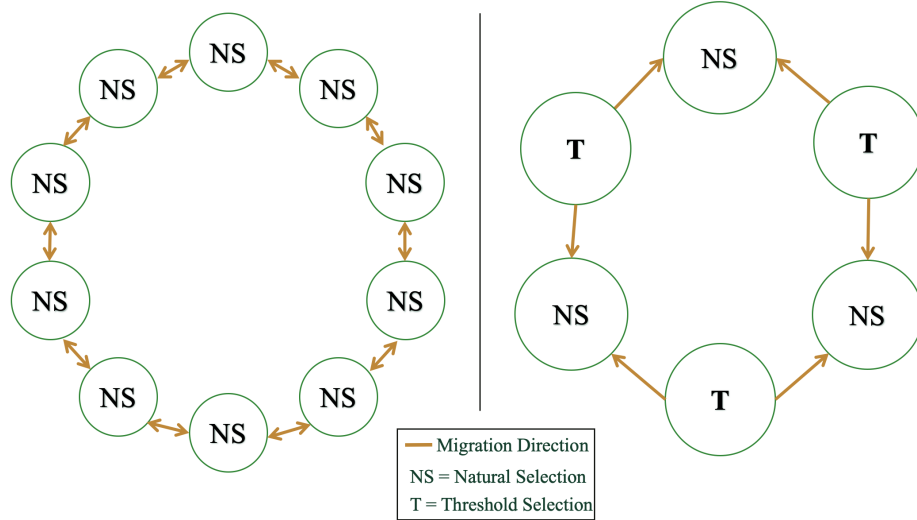 NS
NS
NS
NS
NS
NS
NS
NS
NS
NS
NS
T
T
NS
NS
T
Migration Direction
NS = Natural Selection
T = Threshold Selection